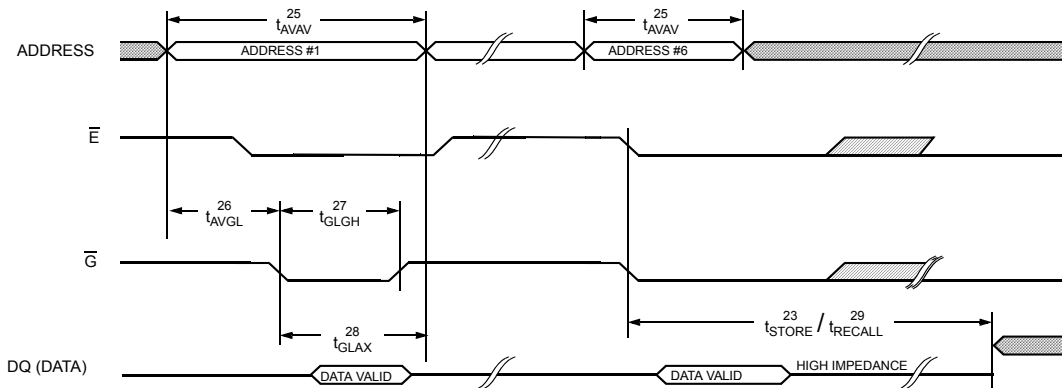 25
tAVAV
25
tAVAV
ADDRESS
ADDRESS #1
ADDRESS #6
E
26
tAVGL
27
tGLGH
G
28
tGLAX
23 29
tSTORE / tRECALL
DQ (DATA)
DATA VALID
DATA VALID
HIGH IMPEDANCE